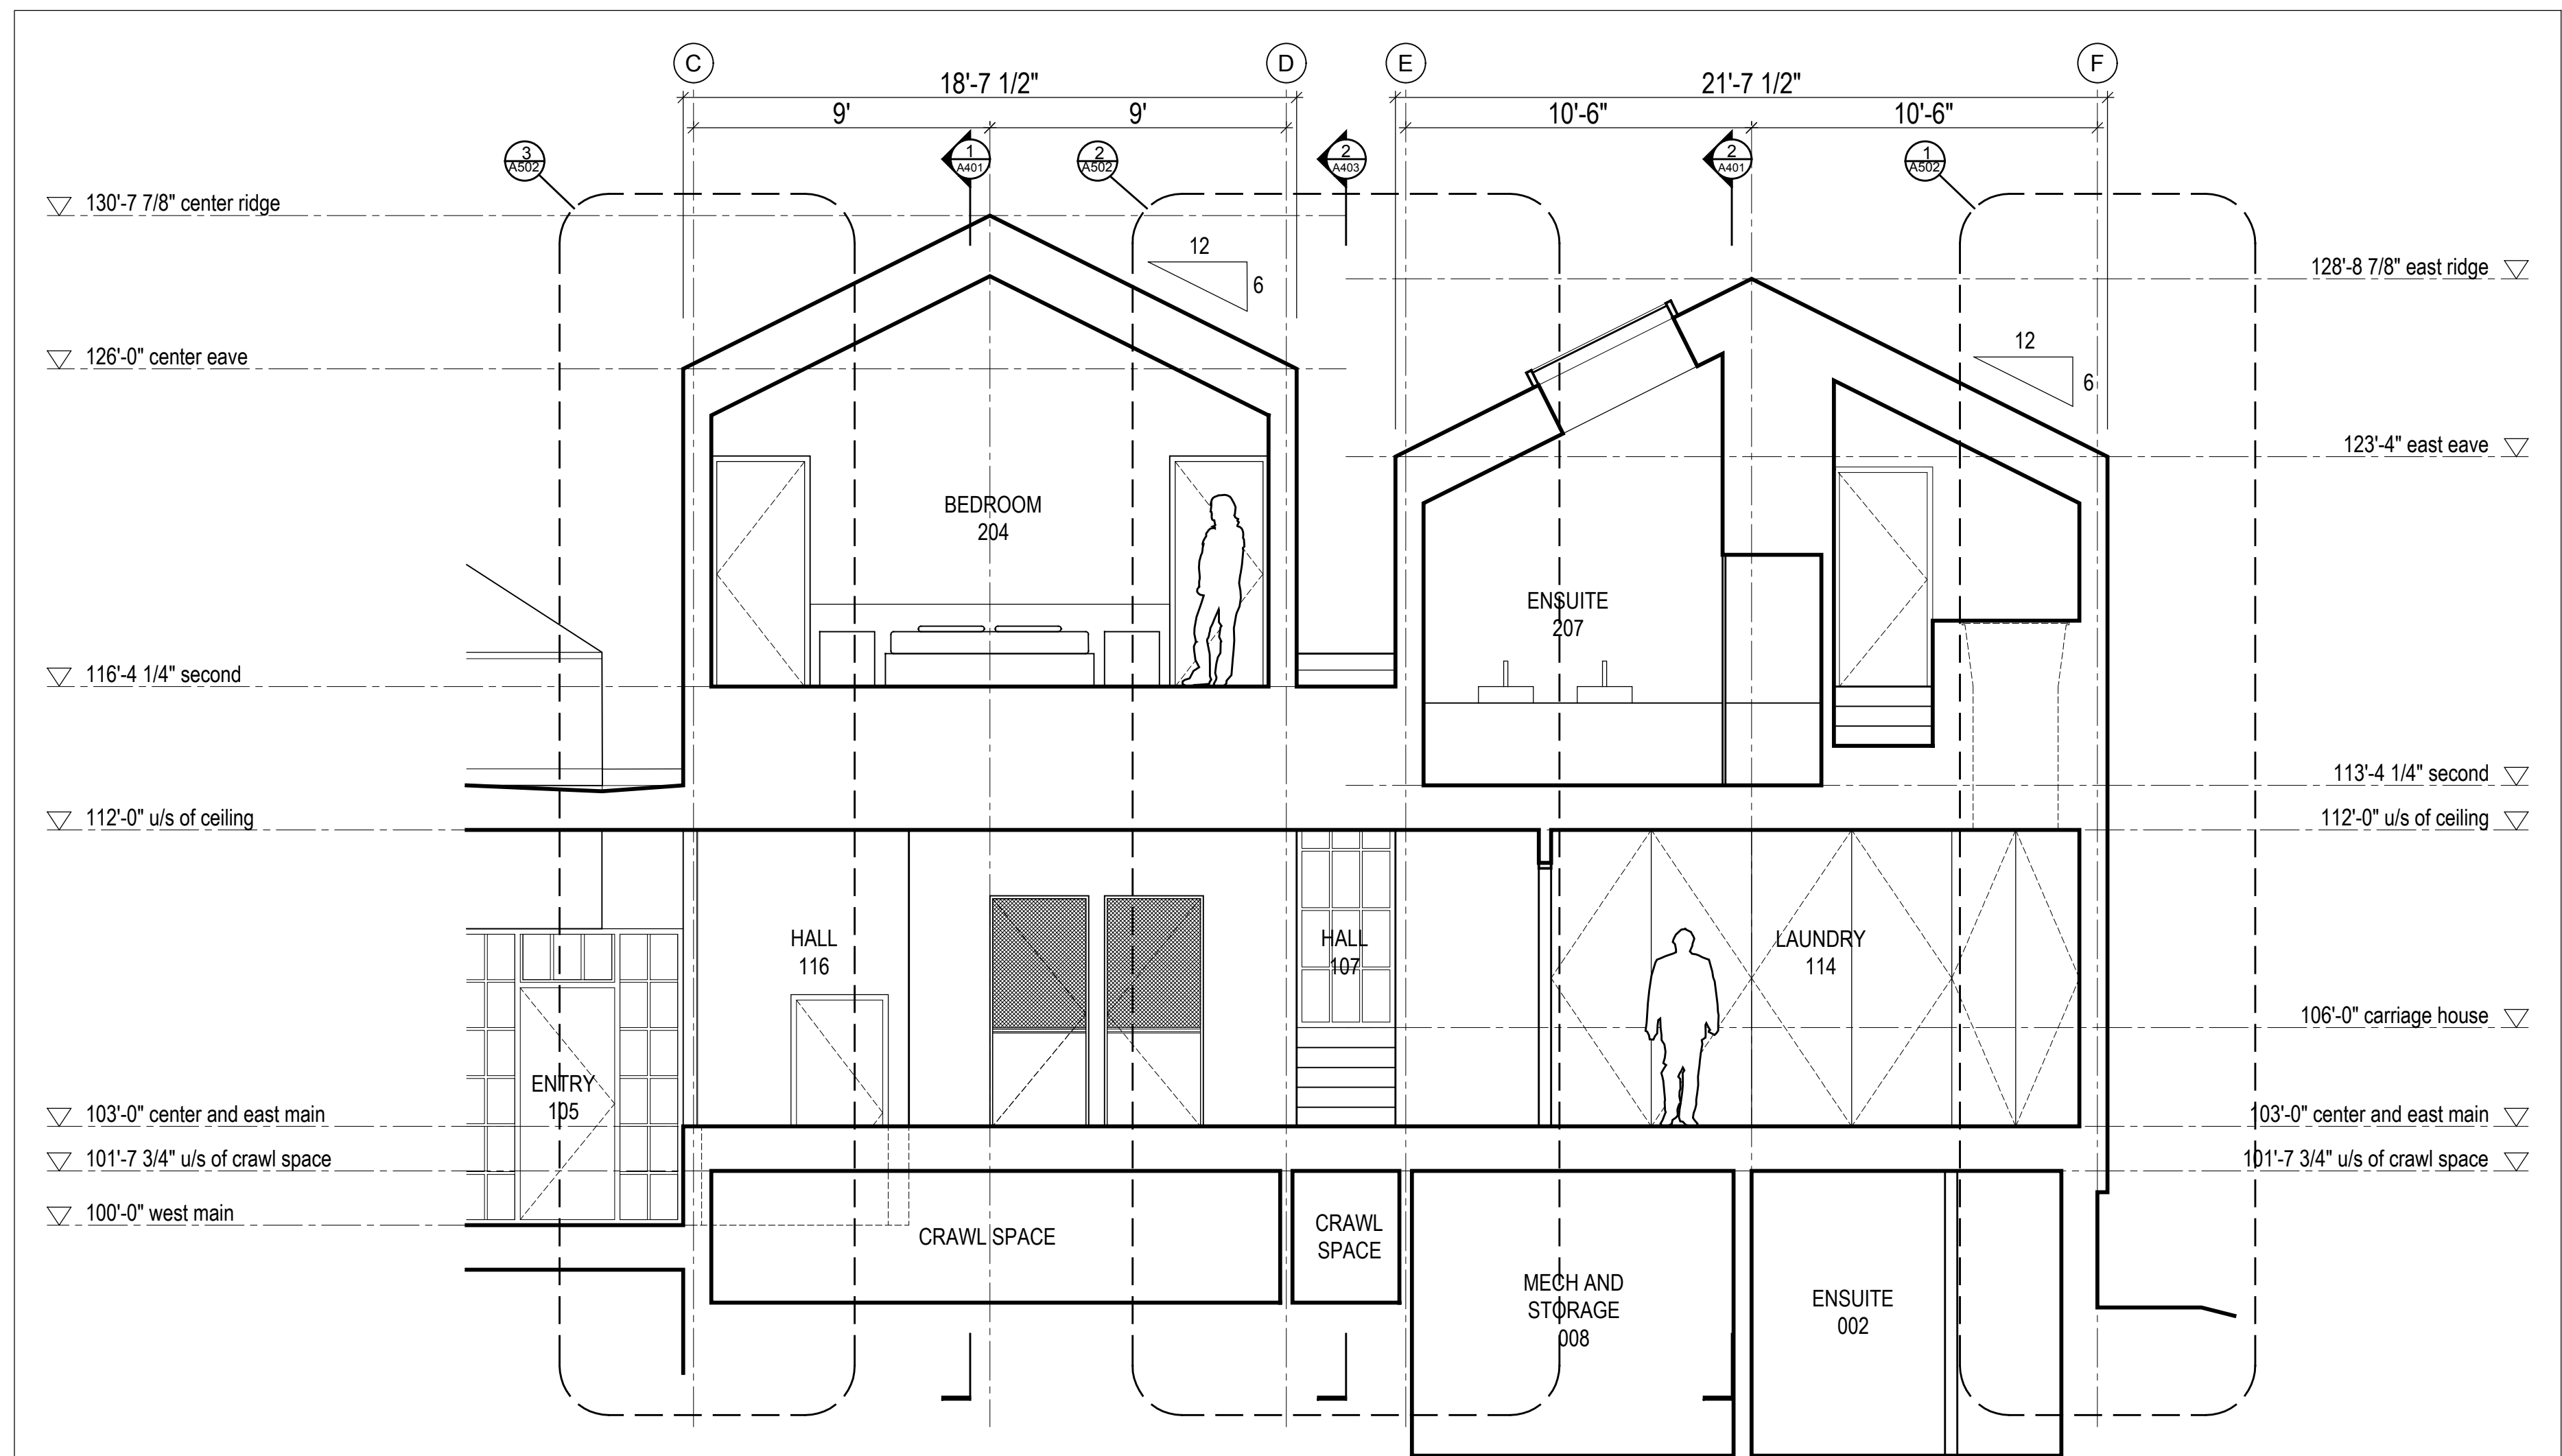 C
D
E
F
18'-7 1/2"
21'-7 1/2"
9'
9'
10'-6"
10'-6"
3
A502
1
A401
2
A502
2
A403
2
A401
1
A502
130'-7 7/8" center ridge
12
6
128'-8 7/8" east ridge
126'-0" center eave
12
6
123'-4" east eave
BEDROOM
204
ENSUITE
207
116'-4 1/4" second
113'-4 1/4" second
112'-0" u/s of ceiling
112'-0" u/s of ceiling
HALL
116
HALL
107
LAUNDRY
114
106'-0" carriage house
ENTRY
105
103'-0" center and east main
103'-0" center and east main
101'-7 3/4" u/s of crawl space
101'-7 3/4" u/s of crawl space
100'-0" west main
CRAWL SPACE
CRAWL
SPACE
MECH AND
STORAGE
008
ENSUITE
002